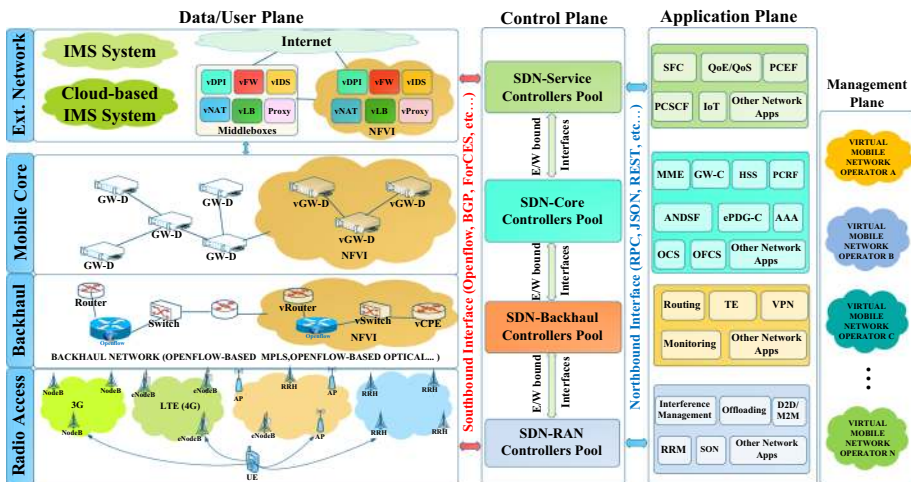 Data/User Plane
Control Plane
Application Plane
Management
Plane
Ext. Network
IMS System
Cloud-based
IMS System
Internet
vDPI
vFW
vIDS
vNAT
vLB
Proxy
Middleboxes
vDPI
vFW
vIDS
vNAT
vLB
vProxy
NFVI
Mobile Core
GW-D
GW-D
GW-D
GW-D
GW-D
GW-D
vGW-D
vGW-D
vGW-D
NFVI
Backhaul
Router
Openflow
Switch
vRouter
Openflow
vSwitch
NFVI
vCPE
BACKHAUL NETWORK (OPENFLOW-BASED MPLS,OPENFLOW-BASED OPTICAL... )
Radio Access
NodeB
3G
NodeB
eNodeB
eNodeB
LTE (4G)
eNodeB
AP
RRH
AP
eNodeB
AP
RRH
RRH
RRH
RRH
UE
Southbound Interface (Openflow, BGP, ForCES, etc...)
SDN-Service
Controllers Pool
E/W bound
Interfaces
SDN-Core
Controllers Pool
E/W bound
Interfaces
SDN-Backhaul
Controllers Pool
E/W bound
Interfaces
SDN-RAN
Controllers Pool
Northbound Interface (RPC, JSON, REST, etc...)
SFC
QoE/QoS
PCEF
PCSCF
IoT
Other Network
Apps
MME
GW-C
HSS
PCRF
ANDSF
ePDG-C
AAA
OCS
OFCS
Other Network
Apps
Routing
TE
VPN
Monitoring
Other Network
Apps
Interference
Management
Offloading
D2D/
M2M
RRM
SON
Other Network
Apps
VIRTUAL
MOBILE
NETWORK
OPERATOR A
VIRTUAL
MOBILE
NETWORK
OPERATOR B
VIRTUAL
MOBILE
NETWORK
OPERATOR C
VIRTUAL
MOBILE
NETWORK
OPERATOR N